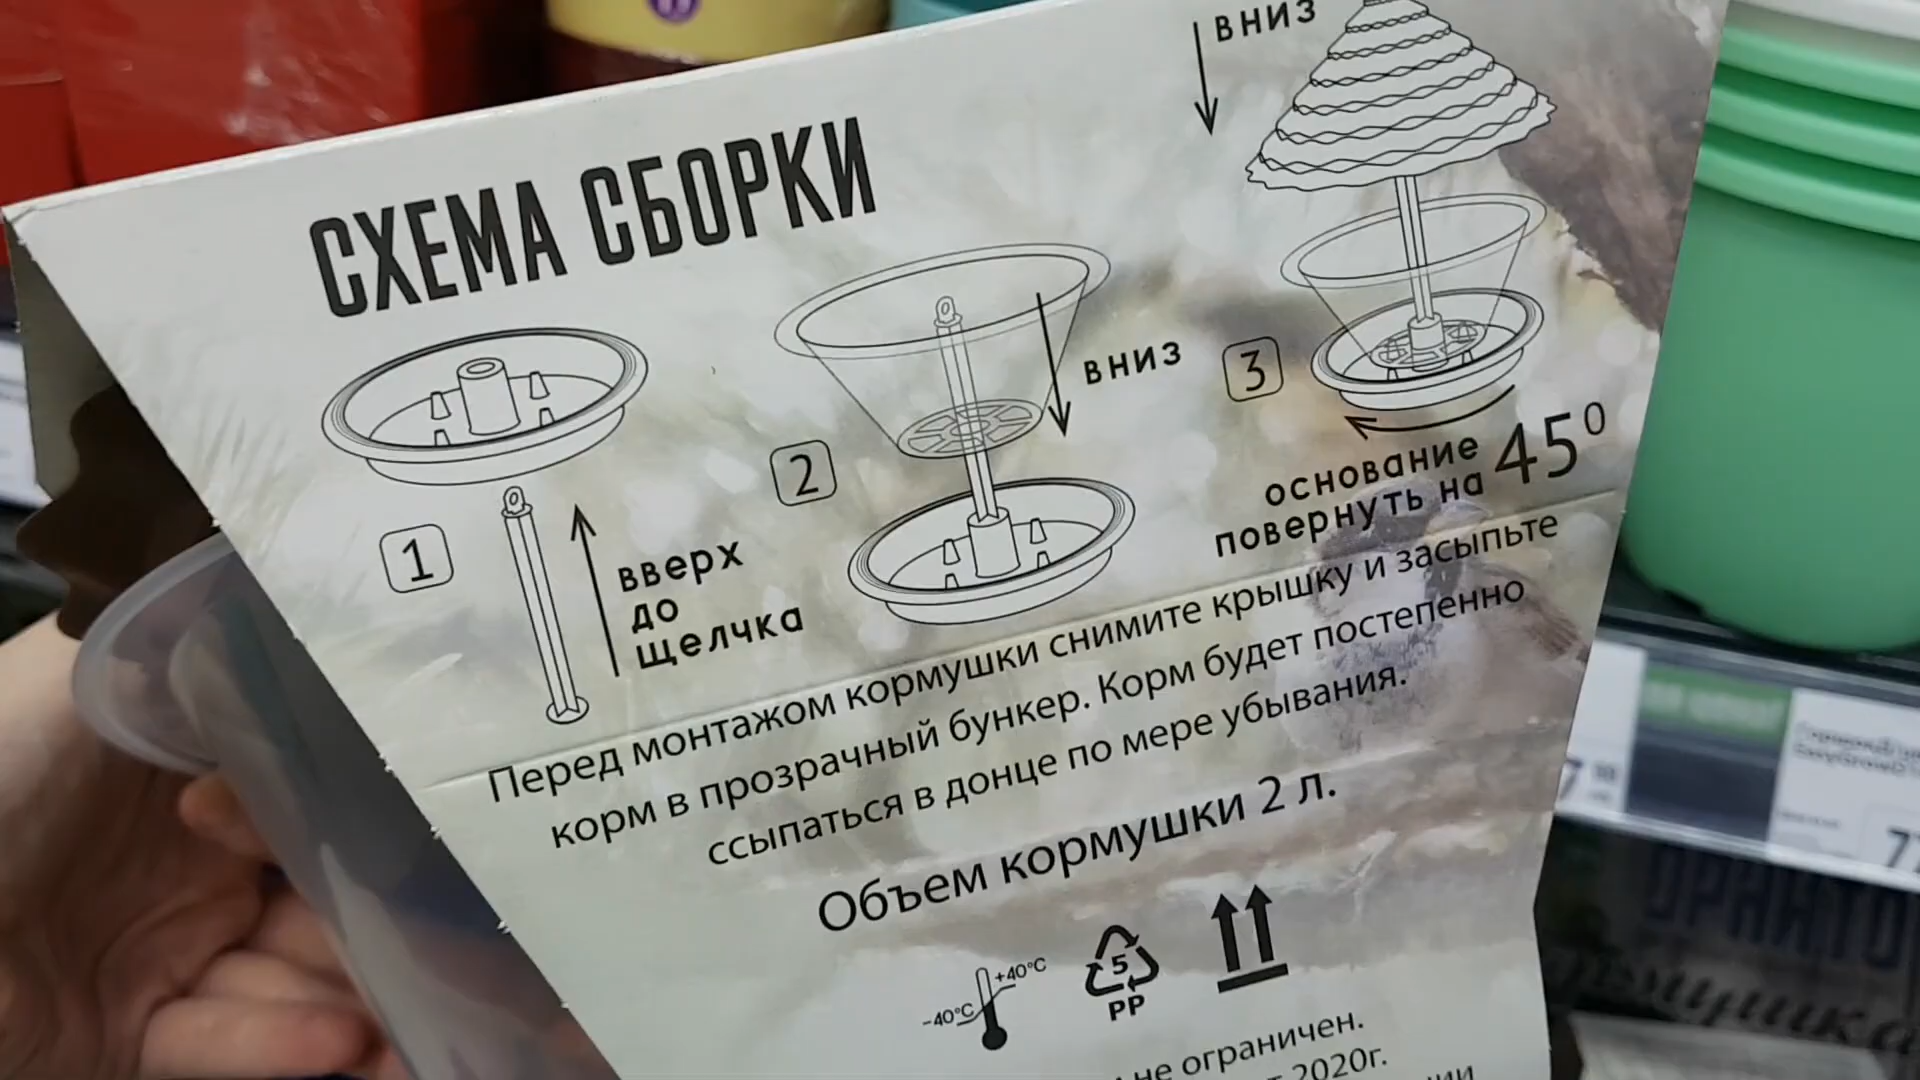 СХЕМА СБОРКИ
1
вверх
до
щелчка
2
вниз
вниз
3
основание
повернуть на 45⁰
Перед монтажом кормушки снимите крышку и засыпьте
корм в прозрачный бункер. Корм будет постепенно
ссыпаться в донце по мере убывания.
Объем кормушки 2 л.
-40°C
+40°C
5
PP
не ограничен.
2020г.